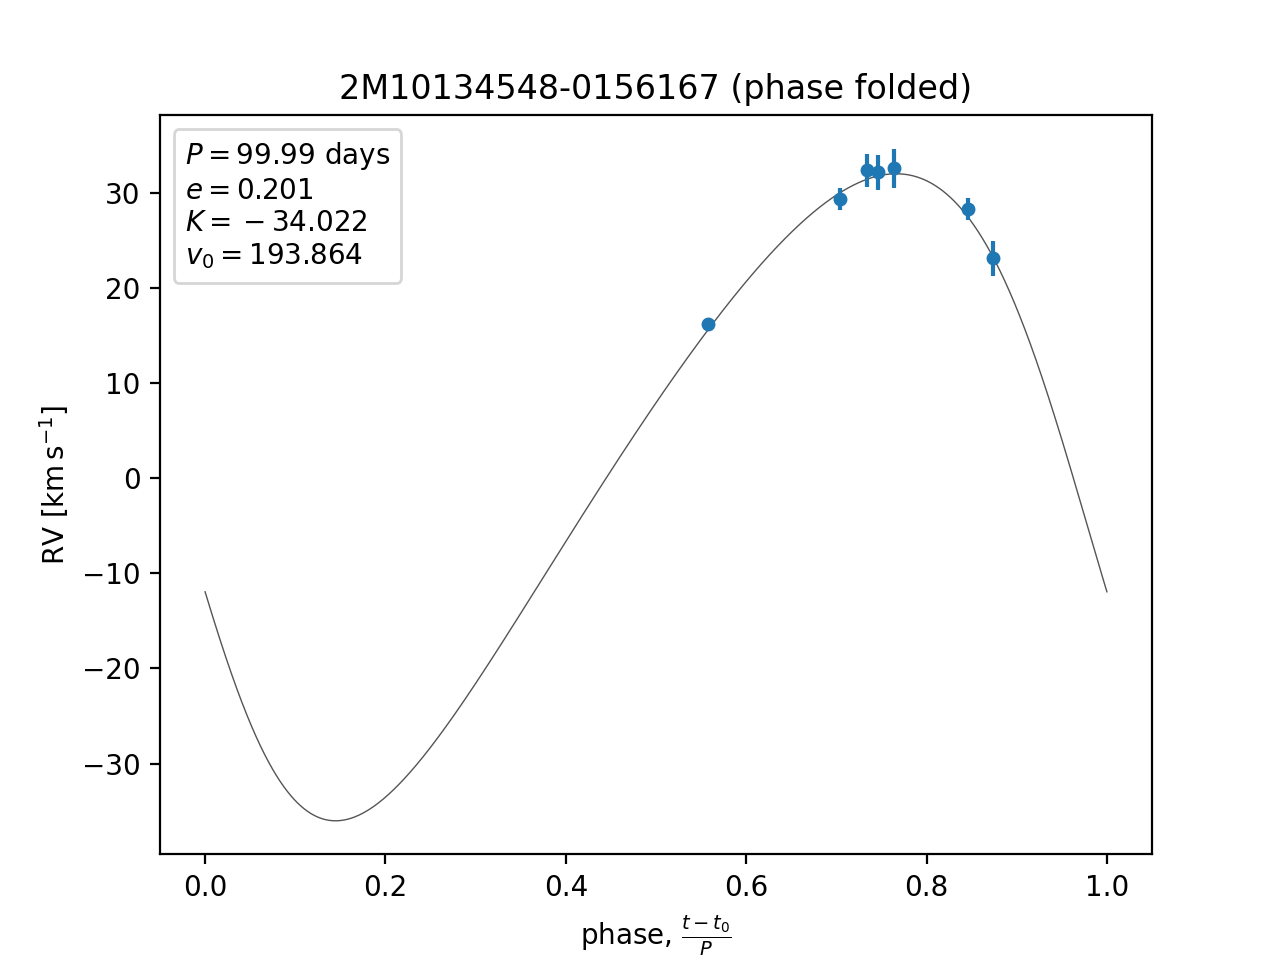 2M10134548-0156167 (phase folded)
P = 99.99 days
e = 0.201
K = −34.022
v₀ = 193.864
RV [km s⁻¹]
30
20
10
0
−10
−20
−30
0.0 0.2 0.4 0.6 0.8 1.0
phase, (t − t₀)/P